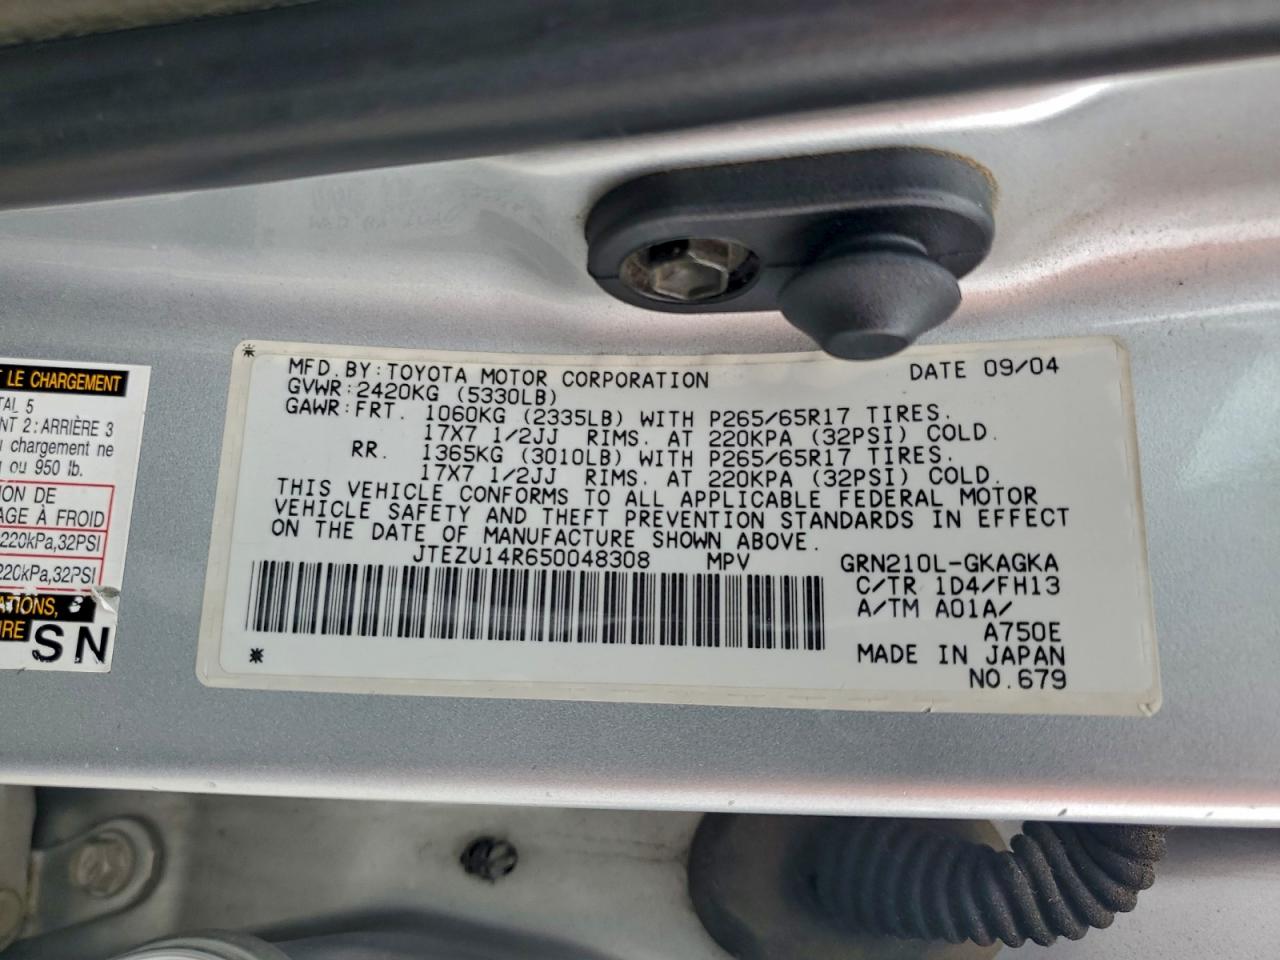 T LE CHARGEMENT
TAL 5
NT 2: ARRIÈRE 3
u chargement ne
g ou 950 lb.
ION DE
AGE À FROID
220kPa,32PSI
220kPa,32PSI
ATIONS,
IRE
SN
MFD.BY:TOYOTA MOTOR CORPORATION DATE 09/04
GVWR:2420KG (5330LB)
GAWR:FRT. 1060KG (2335LB) WITH P265/65R17 TIRES.
17X7 1/2JJ RIMS. AT 220KPA (32PSI) COLD.
RR. 1365KG (3010LB) WITH P265/65R17 TIRES.
17X7 1/2JJ RIMS. AT 220KPA (32PSI) COLD.
THIS VEHICLE CONFORMS TO ALL APPLICABLE FEDERAL MOTOR
VEHICLE SAFETY AND THEFT PREVENTION STANDARDS IN EFFECT
ON THE DATE OF MANUFACTURE SHOWN ABOVE.
JTEZU14R650048308 MPV GRN210L-GKAGKA
C/TR 1D4/FH13
A/TM A01A/
A750E
MADE IN JAPAN
NO.679